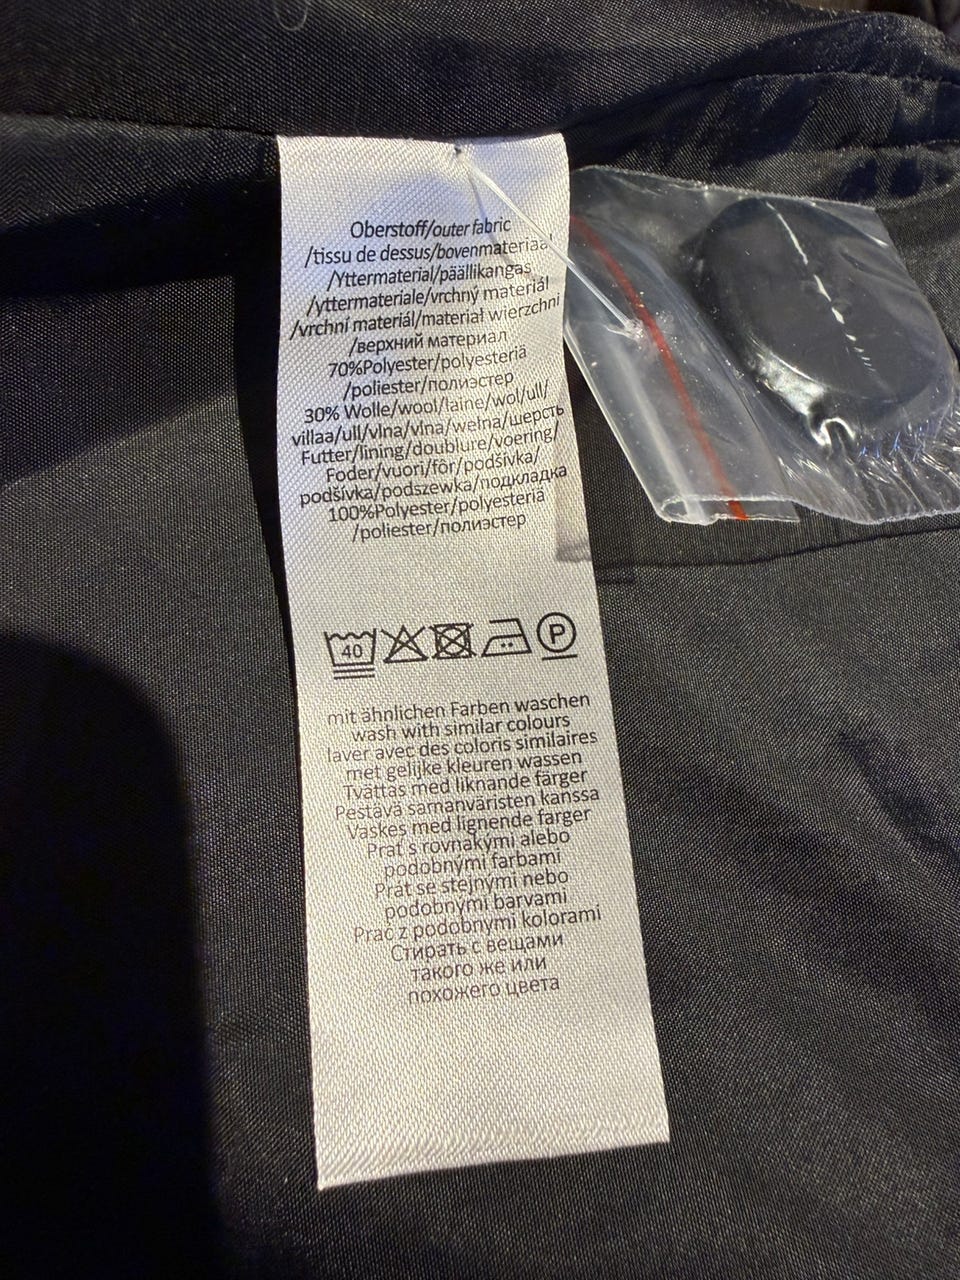 Oberstoff/outer fabric
/tissu de dessus/bovenmateriaal
/Yttermaterial/päällikangas
/yttermateriale/vrchný materiál
/vrchní materiál/materiał wierzchni
/верхний материал
70%Polyester/polyesteriä
/poliester/полиэстер
30% Wolle/wool/laine/wol/ull/
villaa/ull/vlna/vlna/wełna/шерсть
Futter/lining/doublure/voering/
Foder/vuori/fôr/podšívka/
podšívka/podszewka/подкладка
100%Polyester/polyesteriä
/poliester/полиэстер
40 P
mit ähnlichen Farben waschen
wash with similar colours
laver avec des coloris similaires
met gelijke kleuren wassen
Tvättas med liknande färger
Pestävä samanväristen kanssa
Vaskes med lignende farger
Prať s rovnakými alebo
podobnými farbami
Prát se stejnými nebo
podobnými barvami
Prać z podobnymi kolorami
Стирать с вещами
такого же или
похожего цвета